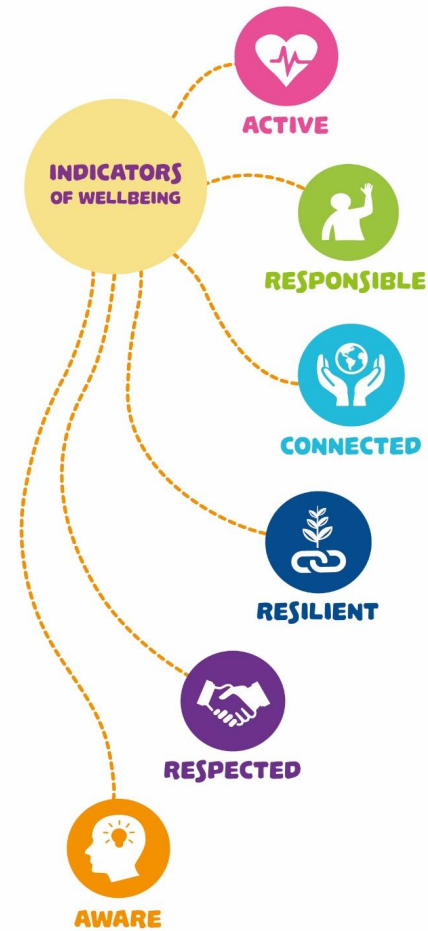 INDICATORS
OF WELLBEING
ACTIVE
RESPONSIBLE
CONNECTED
RESILIENT
RESPECTED
AWARE